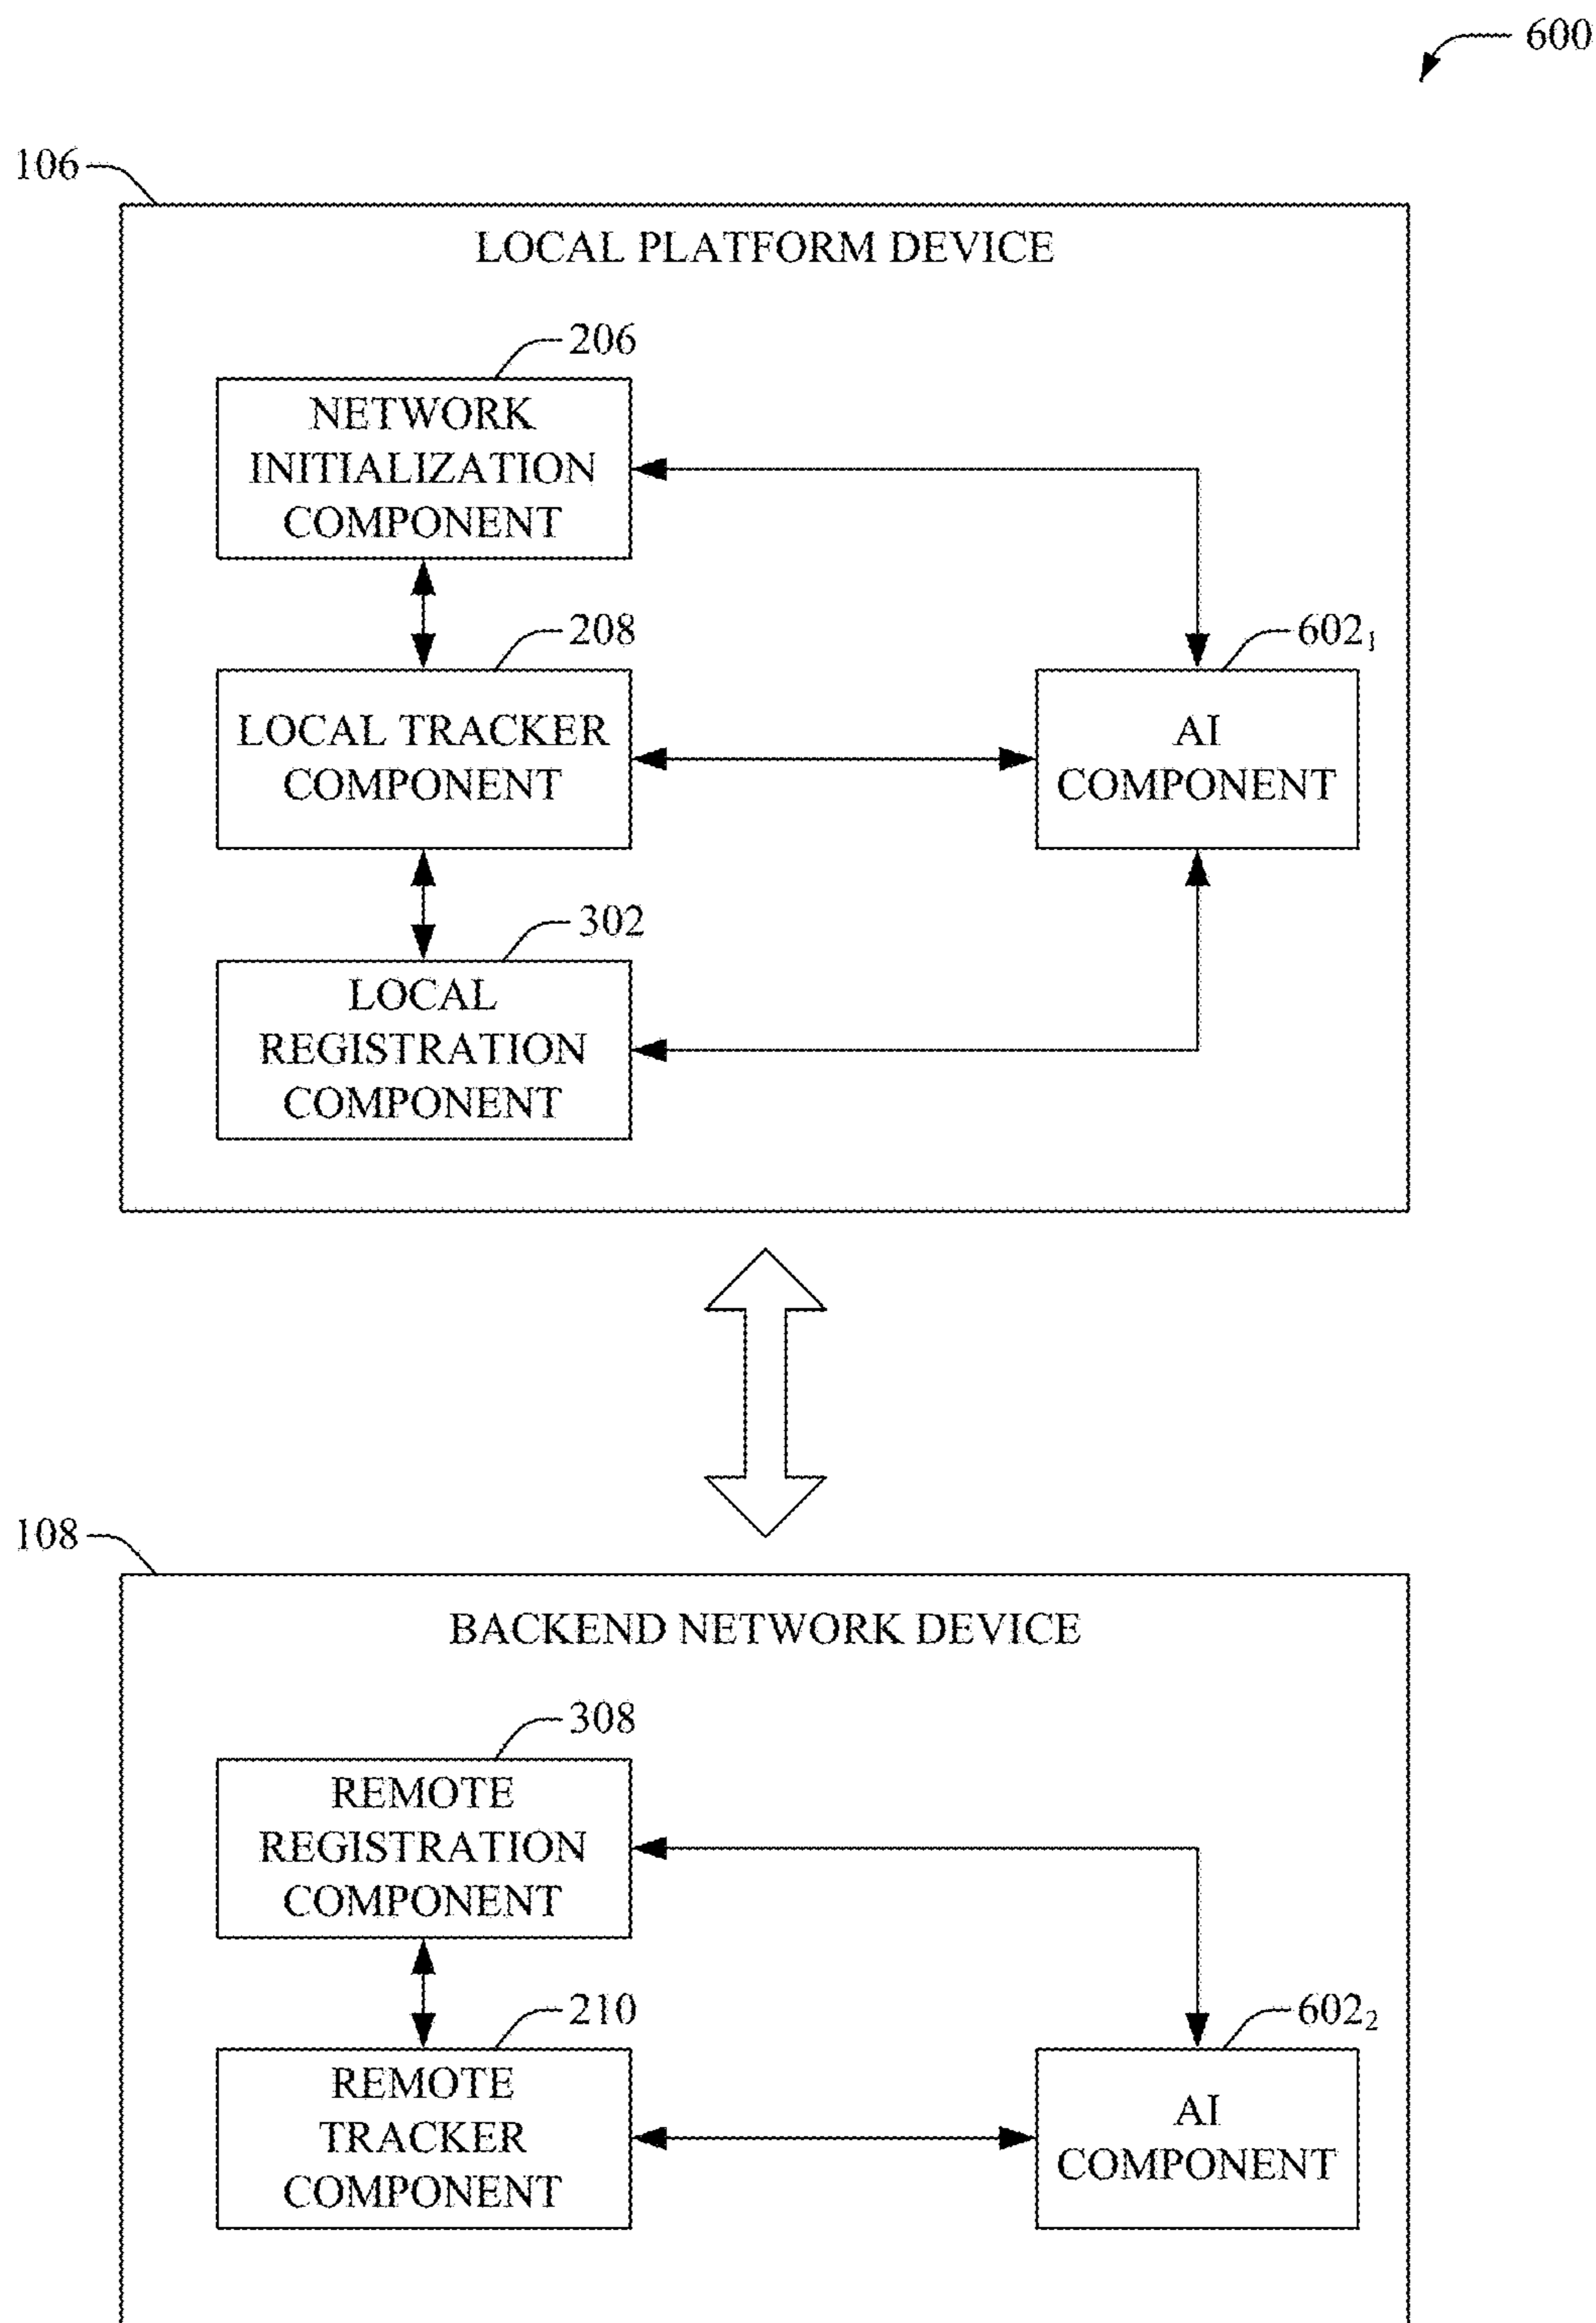 600
106
LOCAL PLATFORM DEVICE
206
NETWORK
INITIALIZATION
COMPONENT
208
602₁
LOCAL TRACKER
COMPONENT
AI
COMPONENT
302
LOCAL
REGISTRATION
COMPONENT
108
BACKEND NETWORK DEVICE
308
REMOTE
REGISTRATION
COMPONENT
210
602₂
REMOTE
TRACKER
COMPONENT
AI
COMPONENT